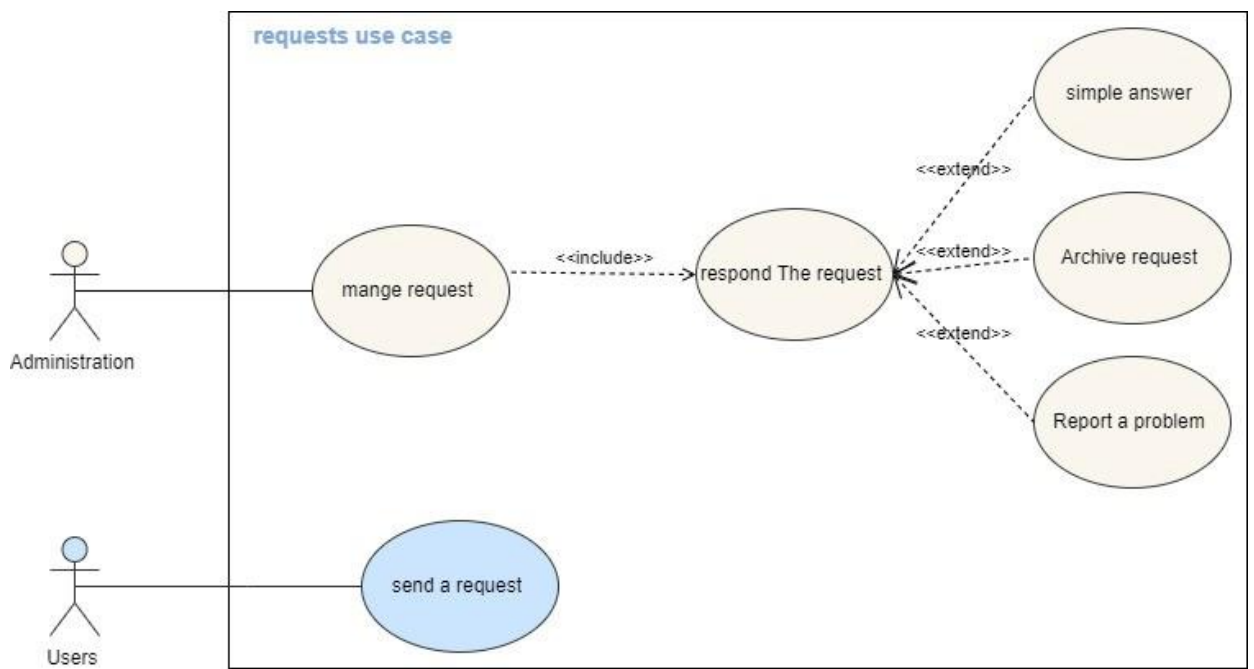 requests use case
simple answer
<<extend>>
Archive request
<<extend>>
<<include>>
respond The request
mange request
Administration
<<extend>>
Report a problem
send a request
Users